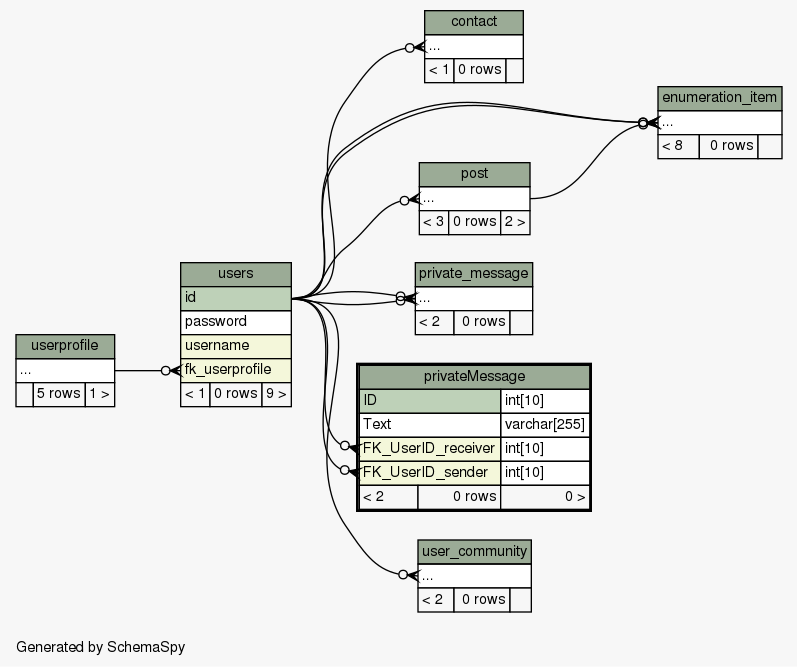 contact
...
< 1 0 rows
enumeration_item
...
< 8 0 rows
post
...
< 3 0 rows 2 >
users
id
password
username
fk_userprofile
< 1 0 rows 9 >
private_message
...
< 2 0 rows
userprofile
...
5 rows 1 >
privateMessage
ID int[10]
Text varchar[255]
FK_UserID_receiver int[10]
FK_UserID_sender int[10]
< 2 0 rows 0 >
user_community
...
< 2 0 rows
Generated by SchemaSpy